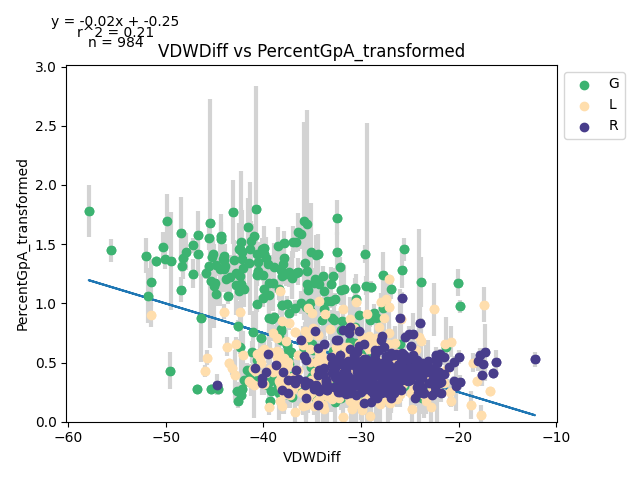 y = -0.02x + -0.25
r^2 = 0.21
n = 984
VDWDiff vs PercentGpA_transformed
3.0
2.5
2.0
1.5
1.0
0.5
0.0
PercentGpA_transformed
G
L
R
−60 −50 −40 −30 −20 −10
VDWDiff